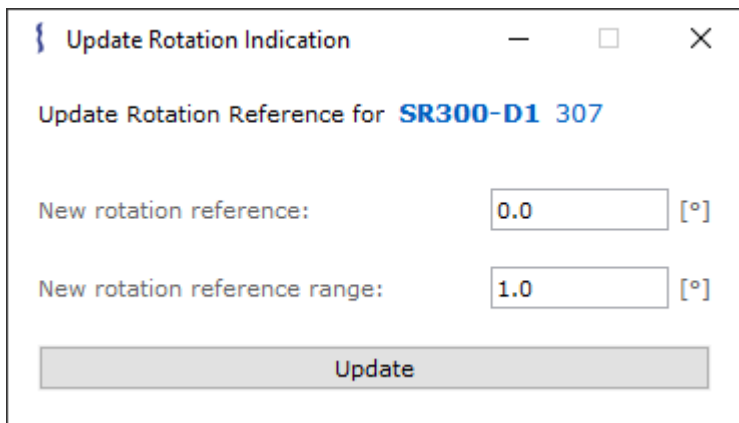 Update Rotation Indication
Update Rotation Reference for SR300-D1 307
New rotation reference: 0.0 [°]
New rotation reference range: 1.0 [°]
Update